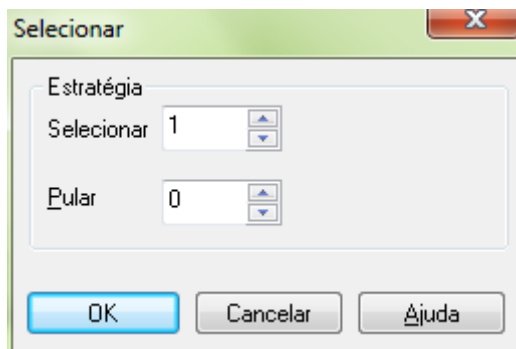 Selecionar
Estratégia
Selecionar 1
Pular 0
OK Cancelar Ajuda